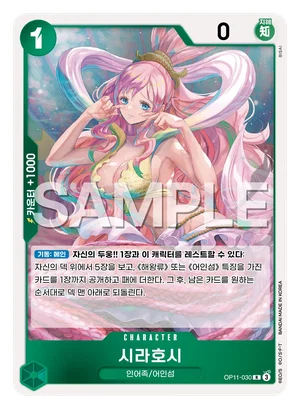 1
0
지혜
知
카운터 +1000
SAMPLE
기동: 메인 자신의 두웅!! 1장과 이 캐릭터를 레스트할 수 있다:
자신의 덱 위에서 5장을 보고, 《해왕류》 또는 《어인섬》 특징을 가진
카드를 1장까지 공개하고 패에 더한다. 그 후, 남은 카드를 원하는
순서대로 덱 맨 아래로 되돌린다.
CHARACTER
시라호시
인어족/어인섬
OP11-030 R
BANDAI MADE IN KOREA